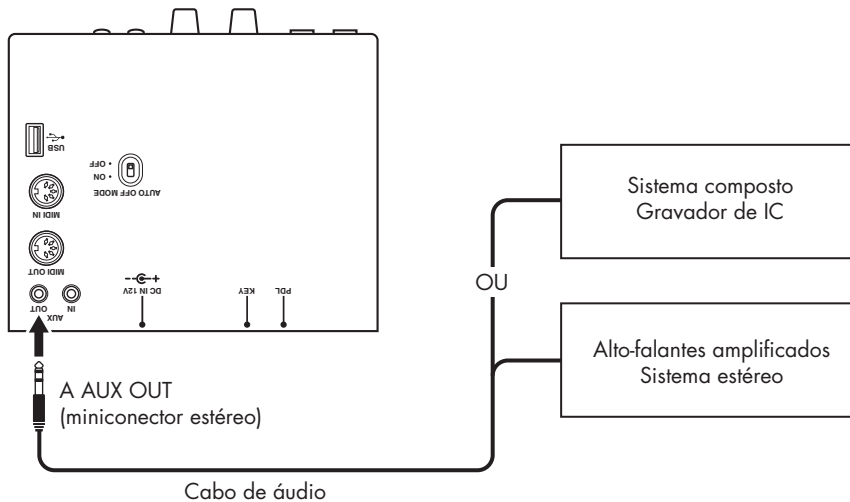 USB
OFF
ON
AUTO OFF MODE
MIDI IN
MIDI OUT
OUT
IN
AUX
DC IN 12V
KEY
PDL
A AUX OUT
(miniconector estéreo)
Cabo de áudio
OU
Sistema composto
Gravador de IC
Alto-falantes amplificados
Sistema estéreo